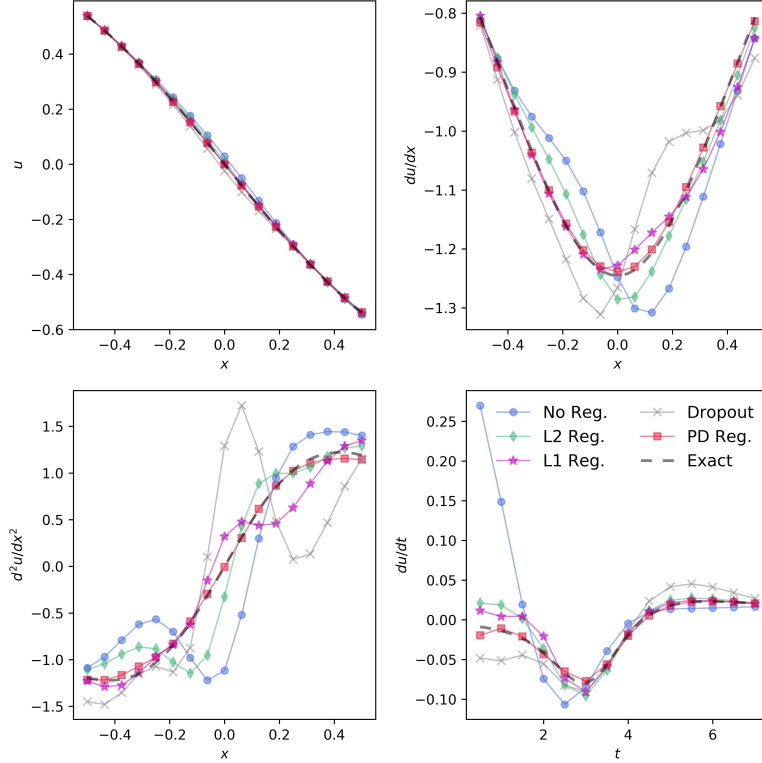 0.4
0.2
0.0
−0.2
−0.4
−0.6
u
−0.4 −0.2 0.0 0.2 0.4
x
−0.8
−0.9
−1.0
−1.1
−1.2
−1.3
du/dx
−0.4 −0.2 0.0 0.2 0.4
x
1.5
1.0
0.5
0.0
−0.5
−1.0
−1.5
d²u/dx²
−0.4 −0.2 0.0 0.2 0.4
x
No Reg. Dropout
L2 Reg. PD Reg.
L1 Reg. Exact
0.25
0.20
0.15
0.10
0.05
0.00
−0.05
−0.10
du/dt
2 4 6
t